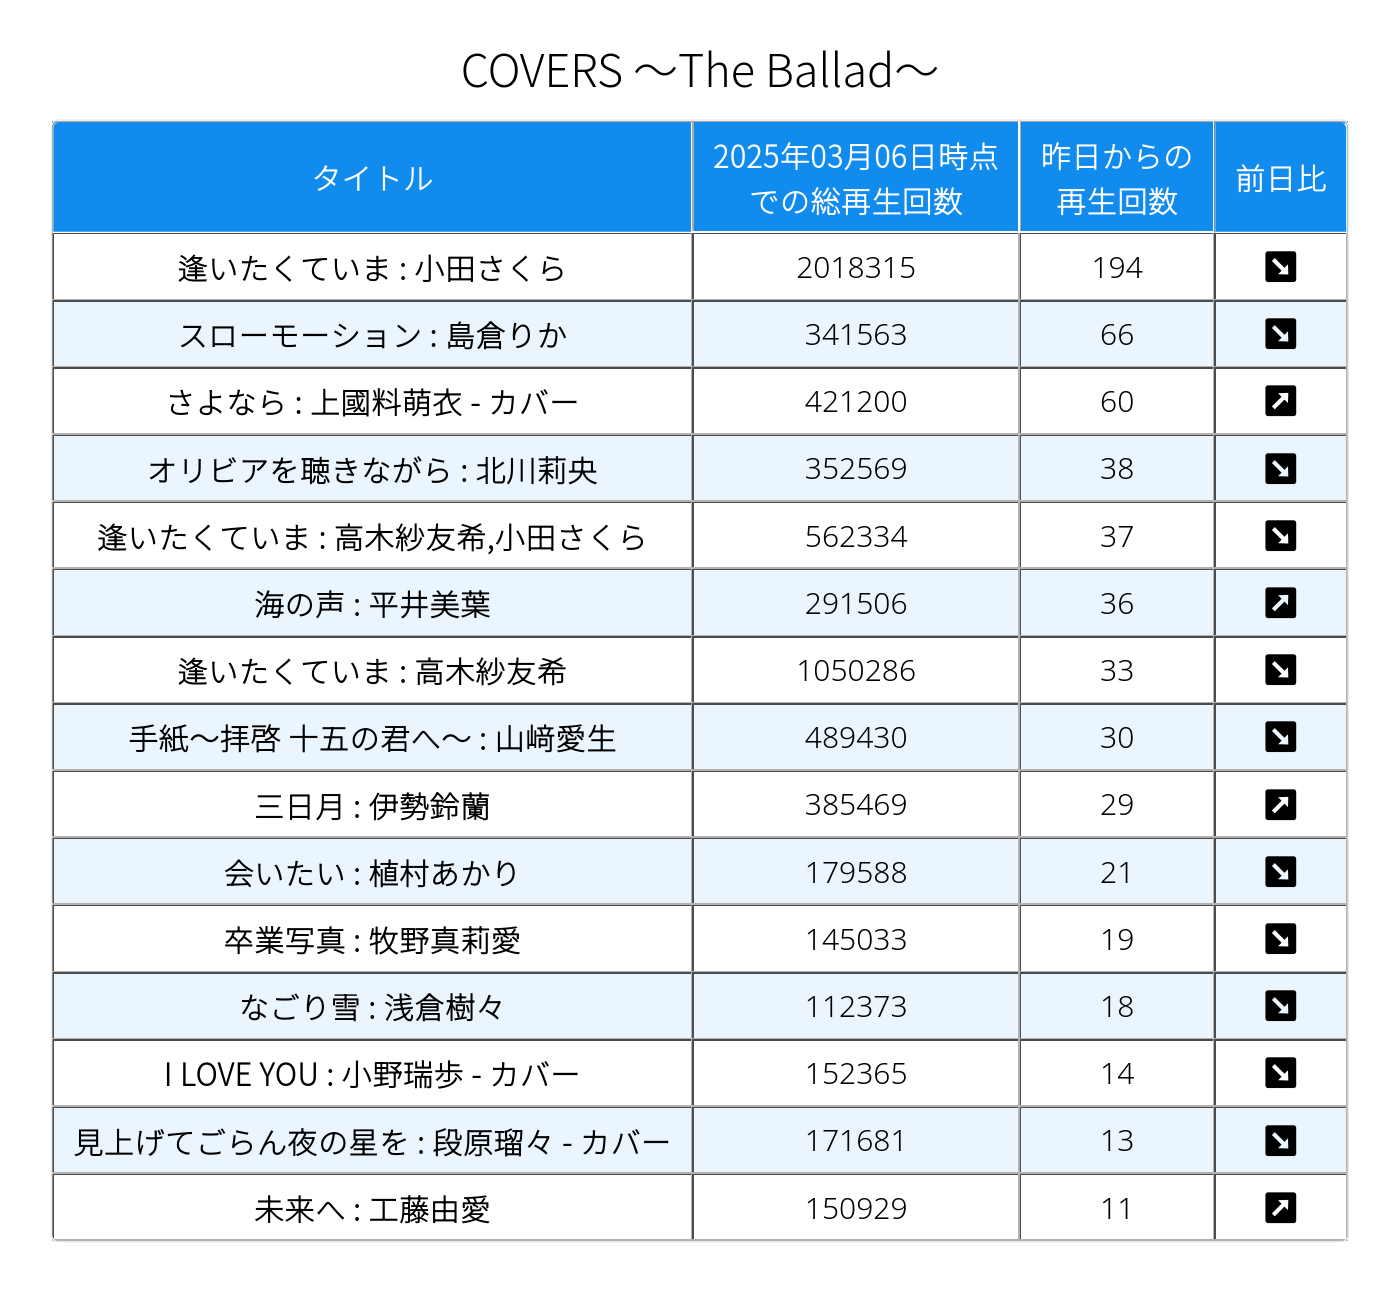 COVERS ～The Ballad～
タイトル 2025年03月06日時点での総再生回数 昨日からの再生回数 前日比
逢いたくていま : 小田さくら 2018315 194 ↘
スローモーション : 島倉りか 341563 66 ↘
さよなら : 上國料萌衣 - カバー 421200 60 ↗
オリビアを聴きながら : 北川莉央 352569 38 ↘
逢いたくていま : 高木紗友希,小田さくら 562334 37 ↘
海の声 : 平井美葉 291506 36 ↗
逢いたくていま : 高木紗友希 1050286 33 ↘
手紙～拝啓 十五の君へ～ : 山﨑愛生 489430 30 ↘
三日月 : 伊勢鈴蘭 385469 29 ↗
会いたい : 植村あかり 179588 21 ↘
卒業写真 : 牧野真莉愛 145033 19 ↘
なごり雪 : 浅倉樹々 112373 18 ↘
I LOVE YOU : 小野瑞歩 - カバー 152365 14 ↘
見上げてごらん夜の星を : 段原瑠々 - カバー 171681 13 ↘
未来へ : 工藤由愛 150929 11 ↗